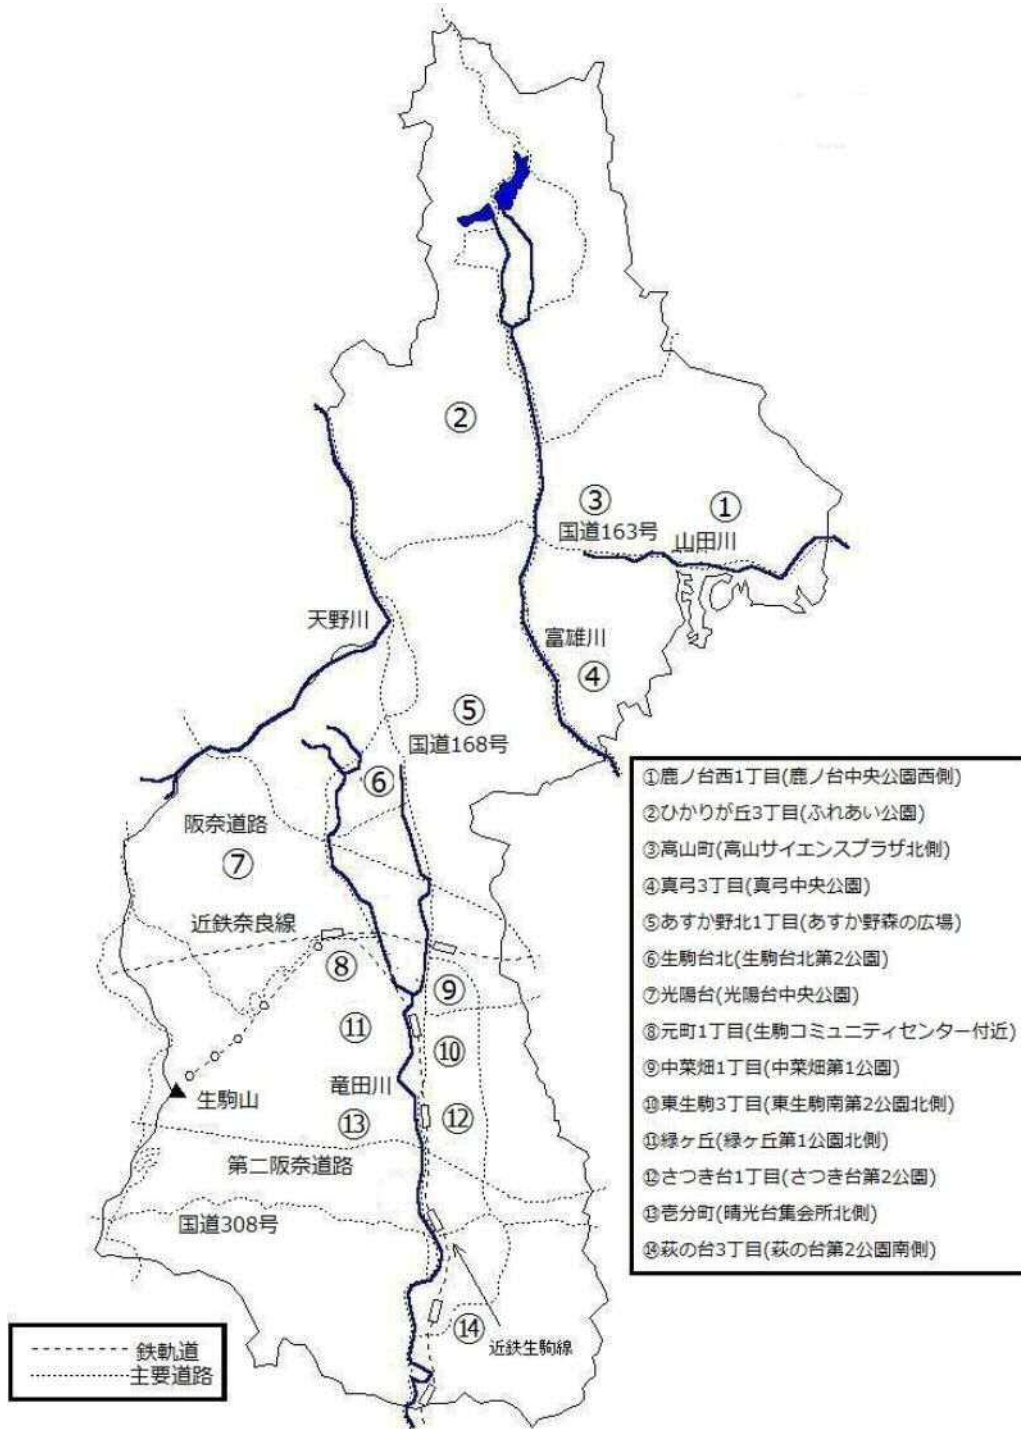 ②
③
①
国道163号
山田川
天野川
富雄川
④
⑤
国道168号
⑥
阪奈道路
⑦
近鉄奈良線
⑧
⑨
⑪
⑩
竜田川
生駒山
⑬
⑫
第二阪奈道路
国道308号
⑭
近鉄生駒線
①鹿ノ台西1丁目(鹿ノ台中央公園西側)
②ひかりが丘3丁目(ふれあい公園)
③高山町(高山サイエンスプラザ北側)
④真弓3丁目(真弓中央公園)
⑤あすか野北1丁目(あすか野森の広場)
⑥生駒台北(生駒台北第2公園)
⑦光陽台(光陽台中央公園)
⑧元町1丁目(生駒コミュニティセンター付近)
⑨中菜畑1丁目(中菜畑第1公園)
⑩東生駒3丁目(東生駒南第2公園北側)
⑪緑ヶ丘(緑ヶ丘第1公園北側)
⑫さつき台1丁目(さつき台第2公園)
⑬壱分町(晴光台集会所北側)
⑭萩の台3丁目(萩の台第2公園南側)
鉄軌道
主要道路